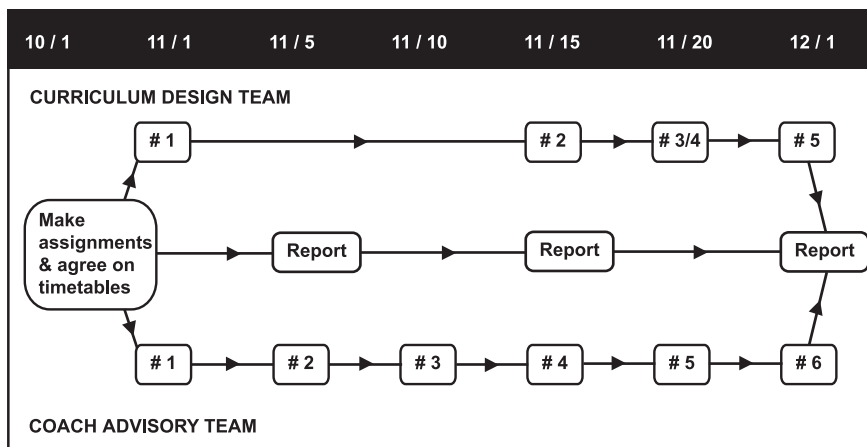 10 / 1 11 / 1 11 / 5 11 / 10 11 / 15 11 / 20 12 / 1
CURRICULUM DESIGN TEAM
# 1 # 2 # 3/4 # 5
Make
assignments
& agree on
timetables
Report Report Report
# 1 # 2 # 3 # 4 # 5 # 6
COACH ADVISORY TEAM